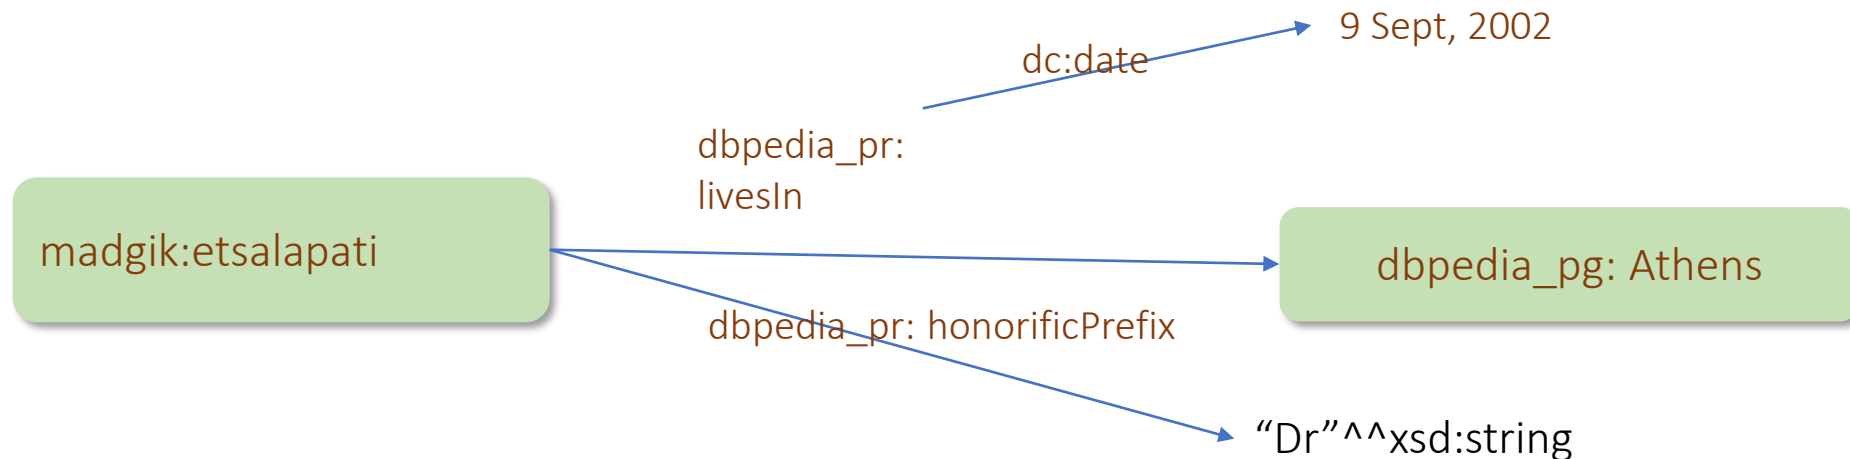 9 Sept, 2002
dc:date
dbpedia_pr:
livesIn
madgik:etsalapati
dbpedia_pg: Athens
dbpedia_pr: honorificPrefix
“Dr”^^xsd:string